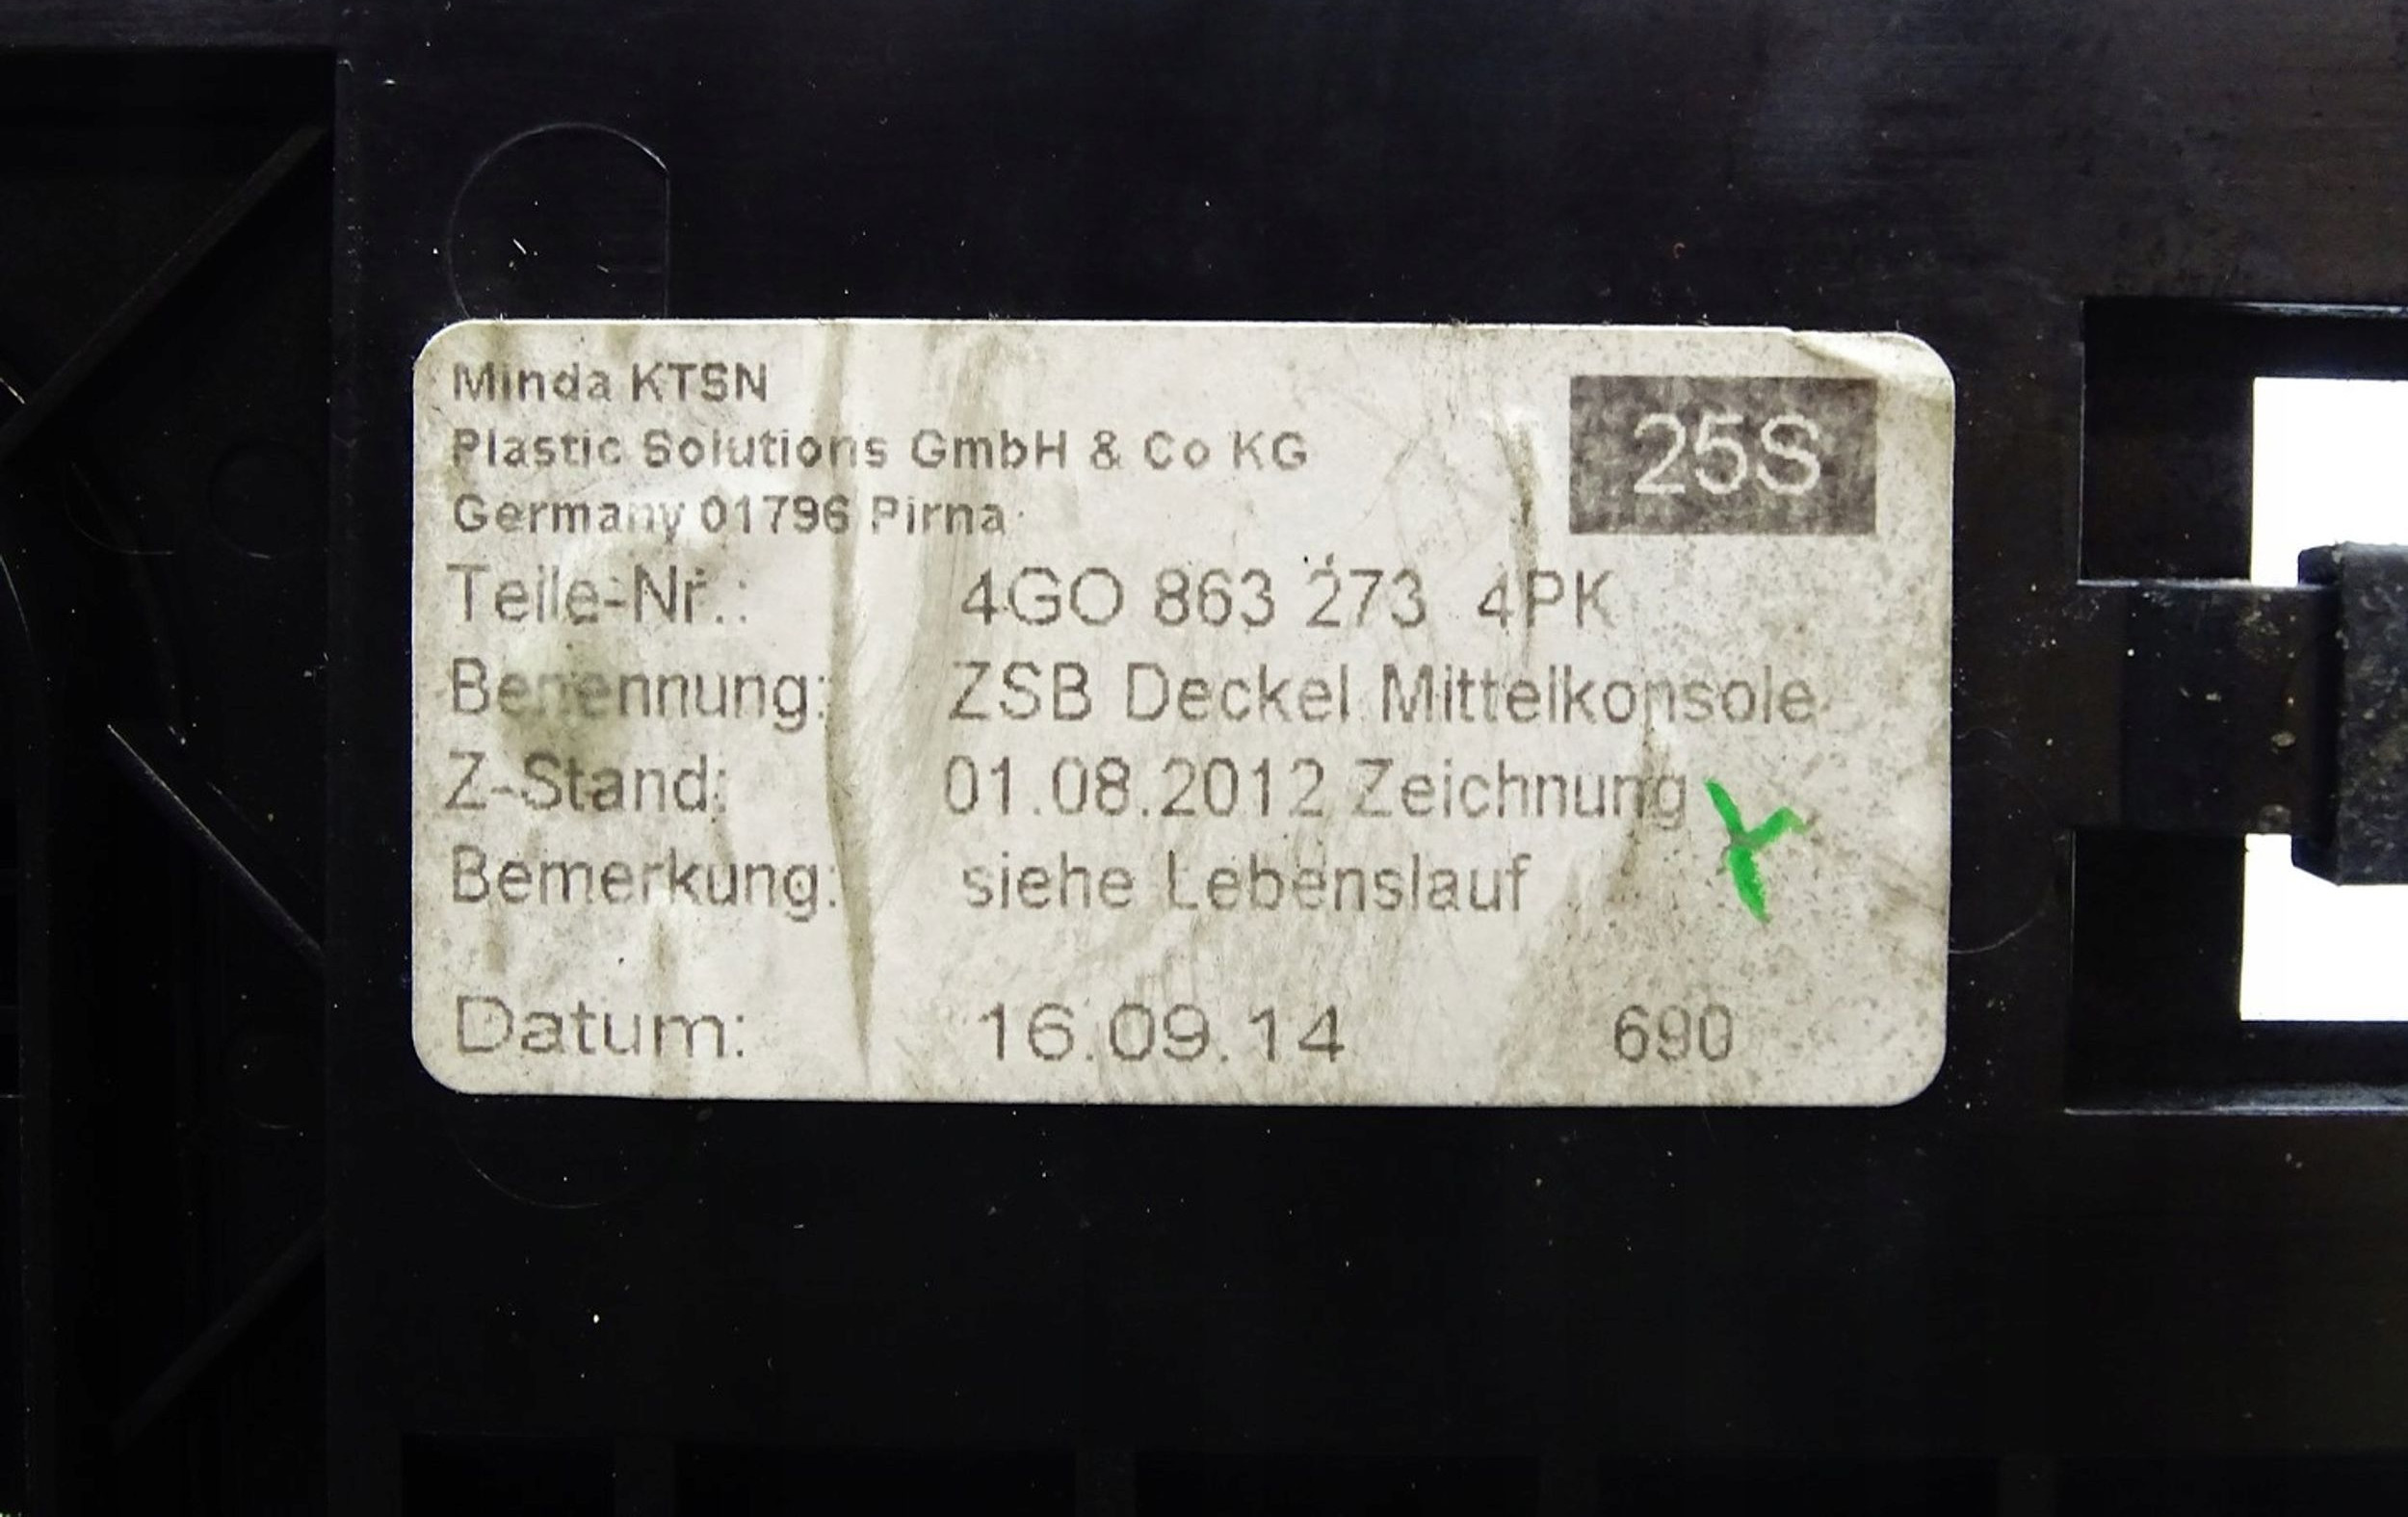 Minda KTSN
Plastic Solutions GmbH & Co KG
Germany 01796 Pirna
25S
Teile-Nr.: 4GO 863 273 4PK
Benennung: ZSB Deckel Mittelkonsole
Z-Stand: 01.08.2012 Zeichnung
Bemerkung: siehe Lebenslauf
Datum: 16.09.14 690